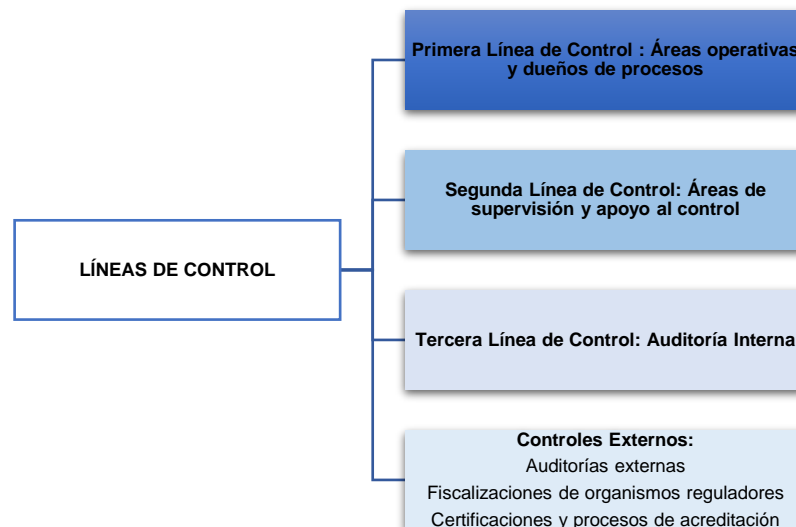 Primera Línea de Control : Áreas operativas
y dueños de procesos
Segunda Línea de Control: Áreas de
supervisión y apoyo al control
LÍNEAS DE CONTROL
Tercera Línea de Control: Auditoría Interna
Controles Externos:
Auditorías externas
Fiscalizaciones de organismos reguladores
Certificaciones y procesos de acreditación